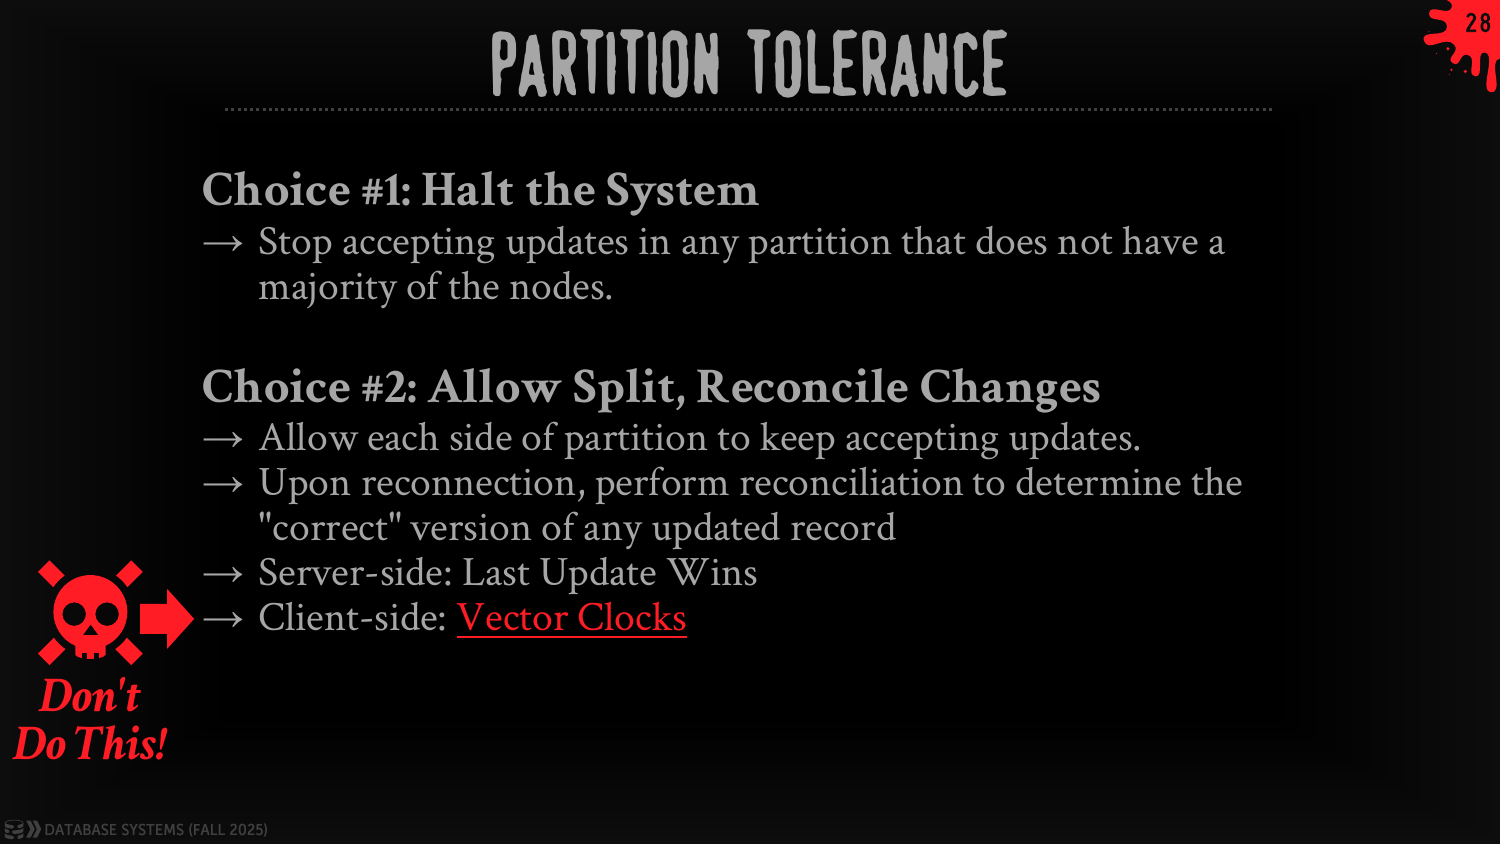 PARTITION TOLERANCE
28
Choice #1: Halt the System
→ Stop accepting updates in any partition that does not have a
majority of the nodes.
Choice #2: Allow Split, Reconcile Changes
→ Allow each side of partition to keep accepting updates.
→ Upon reconnection, perform reconciliation to determine the
"correct" version of any updated record
→ Server-side: Last Update Wins
→ Client-side: Vector Clocks
Don't
Do This!
DATABASE SYSTEMS (FALL 2025)